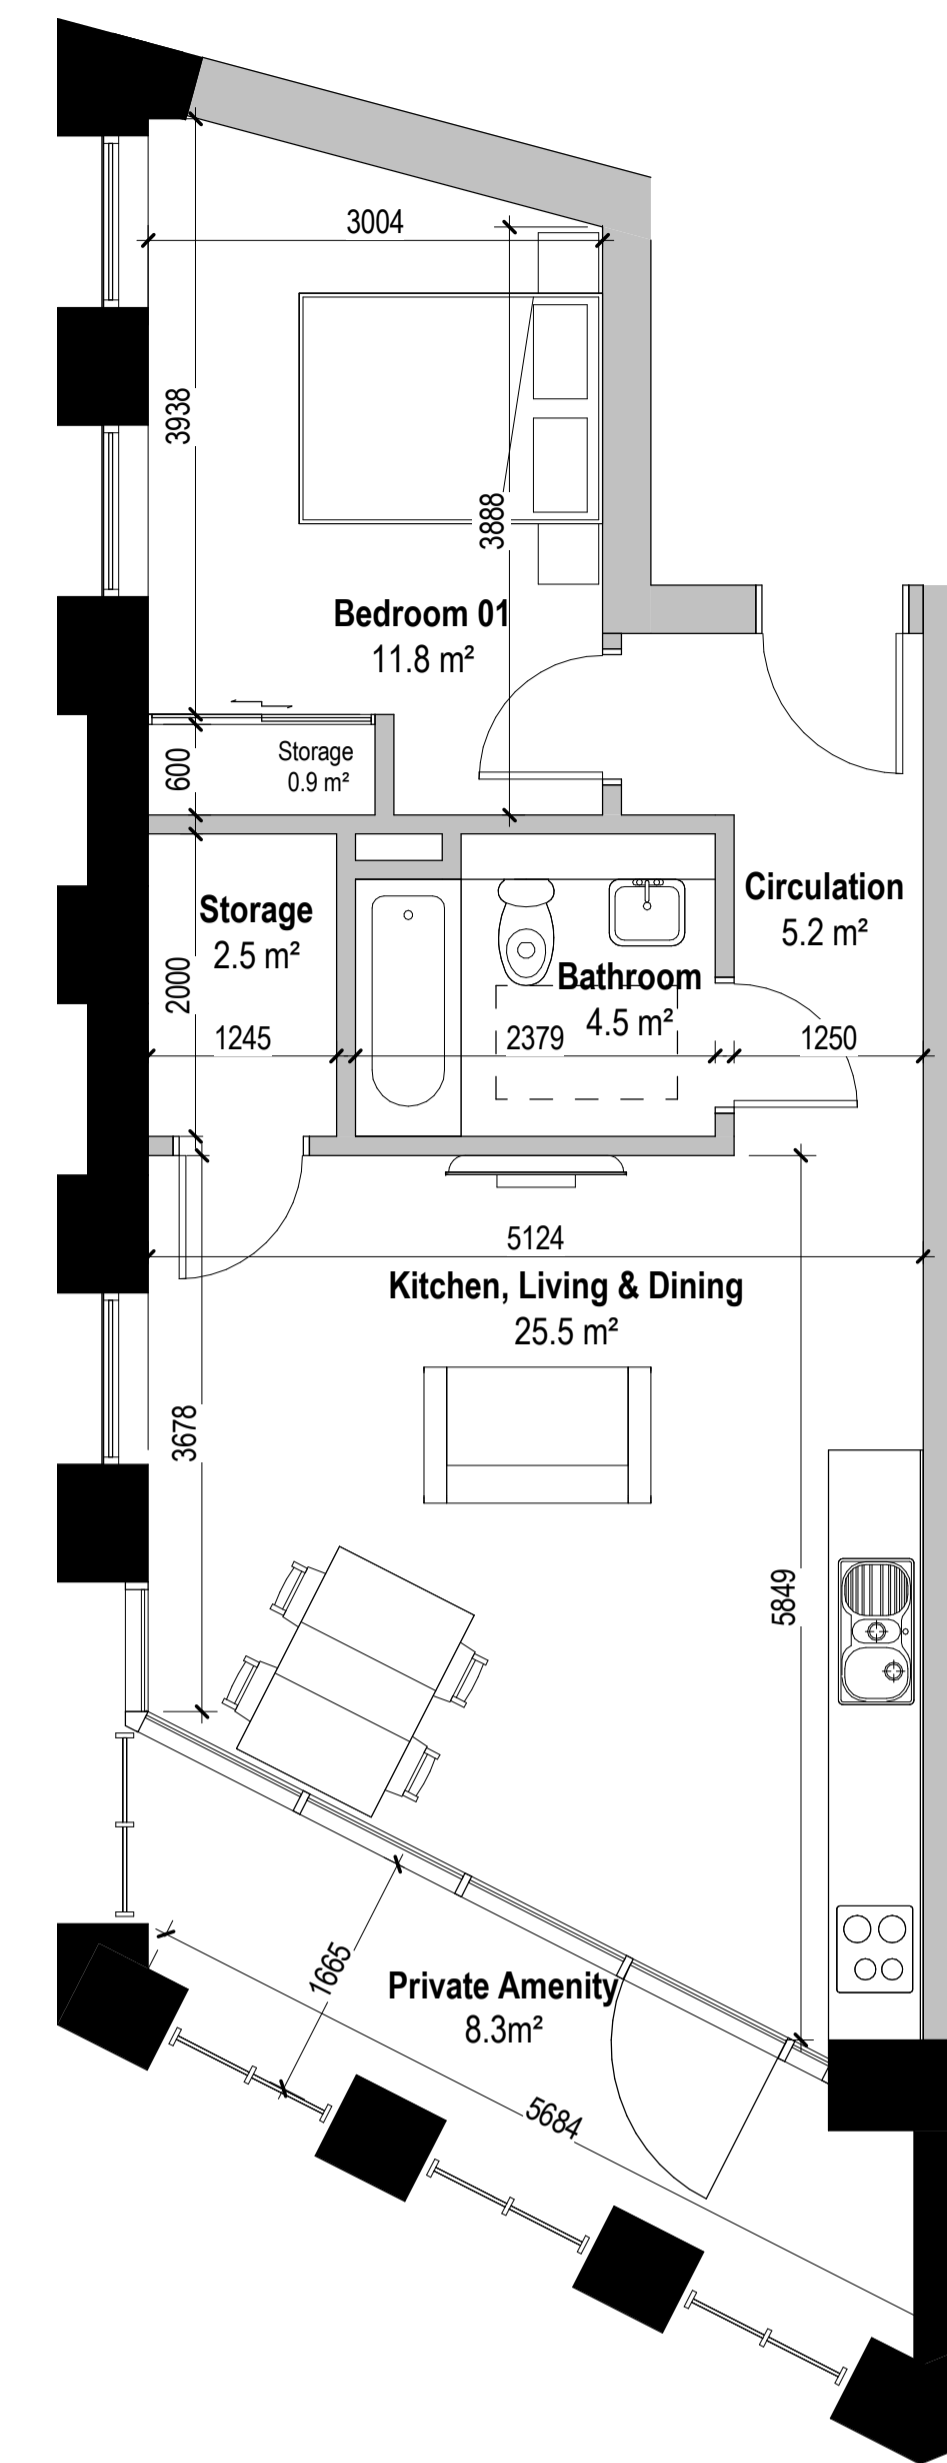 3004
3938
3888
Bedroom 01
11.8 m²
600
Storage
0.9 m²
Storage
2.5 m²
2000
Circulation
5.2 m²
Bathroom
4.5 m²
1245
2379
1250
5124
Kitchen, Living & Dining
25.5 m²
3678
5849
1665
Private Amenity
8.3m²
5684